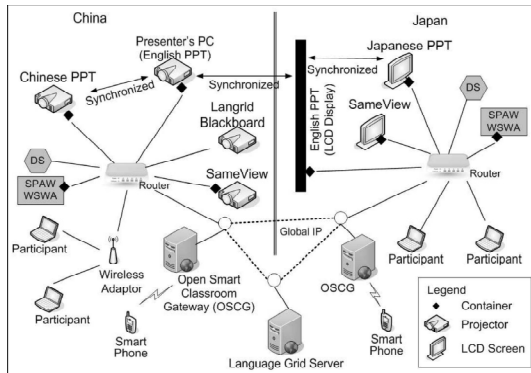 China
Japan
Presenter's PC
(English PPT)
Chinese PPT
Synchronized
Synchronized
Synchronized
Japanese PPT
English PPT
(LCD Display)
Langrid
Blackboard
SameView
SameView
DS
SPAW
WSWA
DS
SPAW
WSWA
Router
Router
Participant
Wireless
Adaptor
Participant
Open Smart
Classroom
Gateway (OSCG)
Smart
Phone
Global IP
OSCG
Participant
Participant
Smart
Phone
Language Grid Server
Legend
Container
Projector
LCD Screen